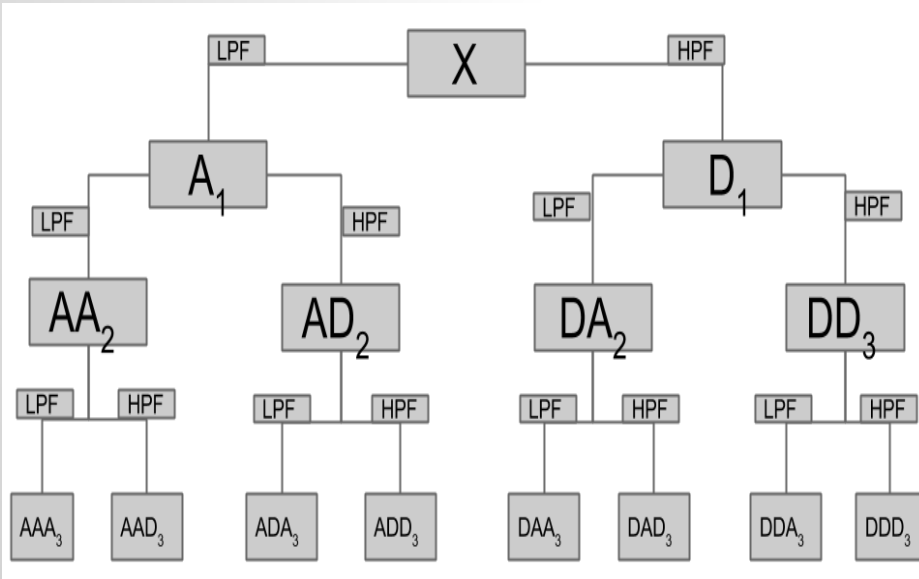 LPF X HPF
A₁ D₁
LPF HPF LPF HPF
AA₂ AD₂ DA₂ DD₃
LPF HPF LPF HPF LPF HPF LPF HPF
AAA₃ AAD₃ ADA₃ ADD₃ DAA₃ DAD₃ DDA₃ DDD₃